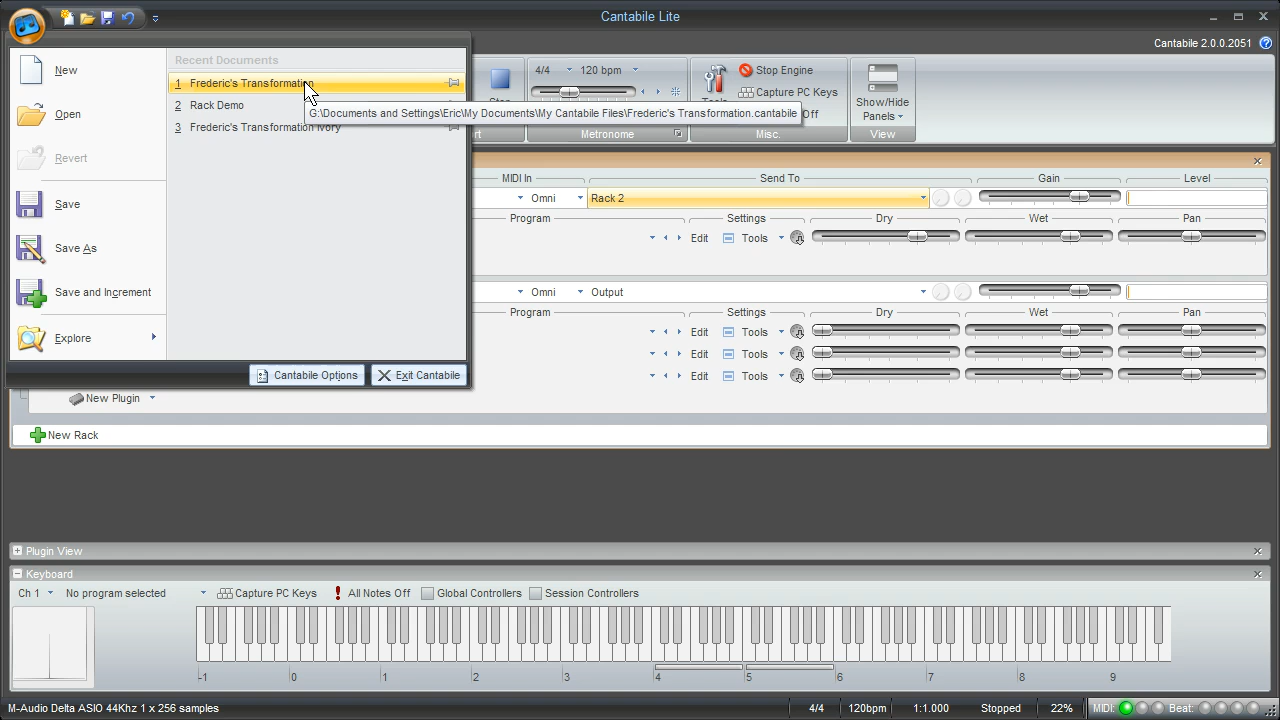 Cantabile Lite
Cantabile 2.0.0.2051
New
Open
Revert
Save
Save As
Save and Increment
Explore
Recent Documents
1 Frederic's Transformation
2 Rack Demo
3 Frederic's Transformation Ivory
G:\Documents and Settings\Eric\My Documents\My Cantabile Files\Frederic's Transformation.cantabile
Cantabile Options
Exit Cantabile
4/4 120 bpm
Metronome
Tools
Stop Engine
Capture PC Keys
Off
Misc.
Show/Hide
Panels
View
MIDI In Send To Gain Level
Omni Rack 2
Program Settings Dry Wet Pan
Edit Tools
Omni Output
Program Settings Dry Wet Pan
Edit Tools
Edit Tools
Edit Tools
New Plugin
New Rack
Plugin View
Keyboard
Ch 1 No program selected Capture PC Keys All Notes Off Global Controllers Session Controllers
-1 0 1 2 3 4 5 6 7 8 9
M-Audio Delta ASIO 44Khz 1 x 256 samples 4/4 120bpm 1:1.000 Stopped 22% MIDI: Beat: